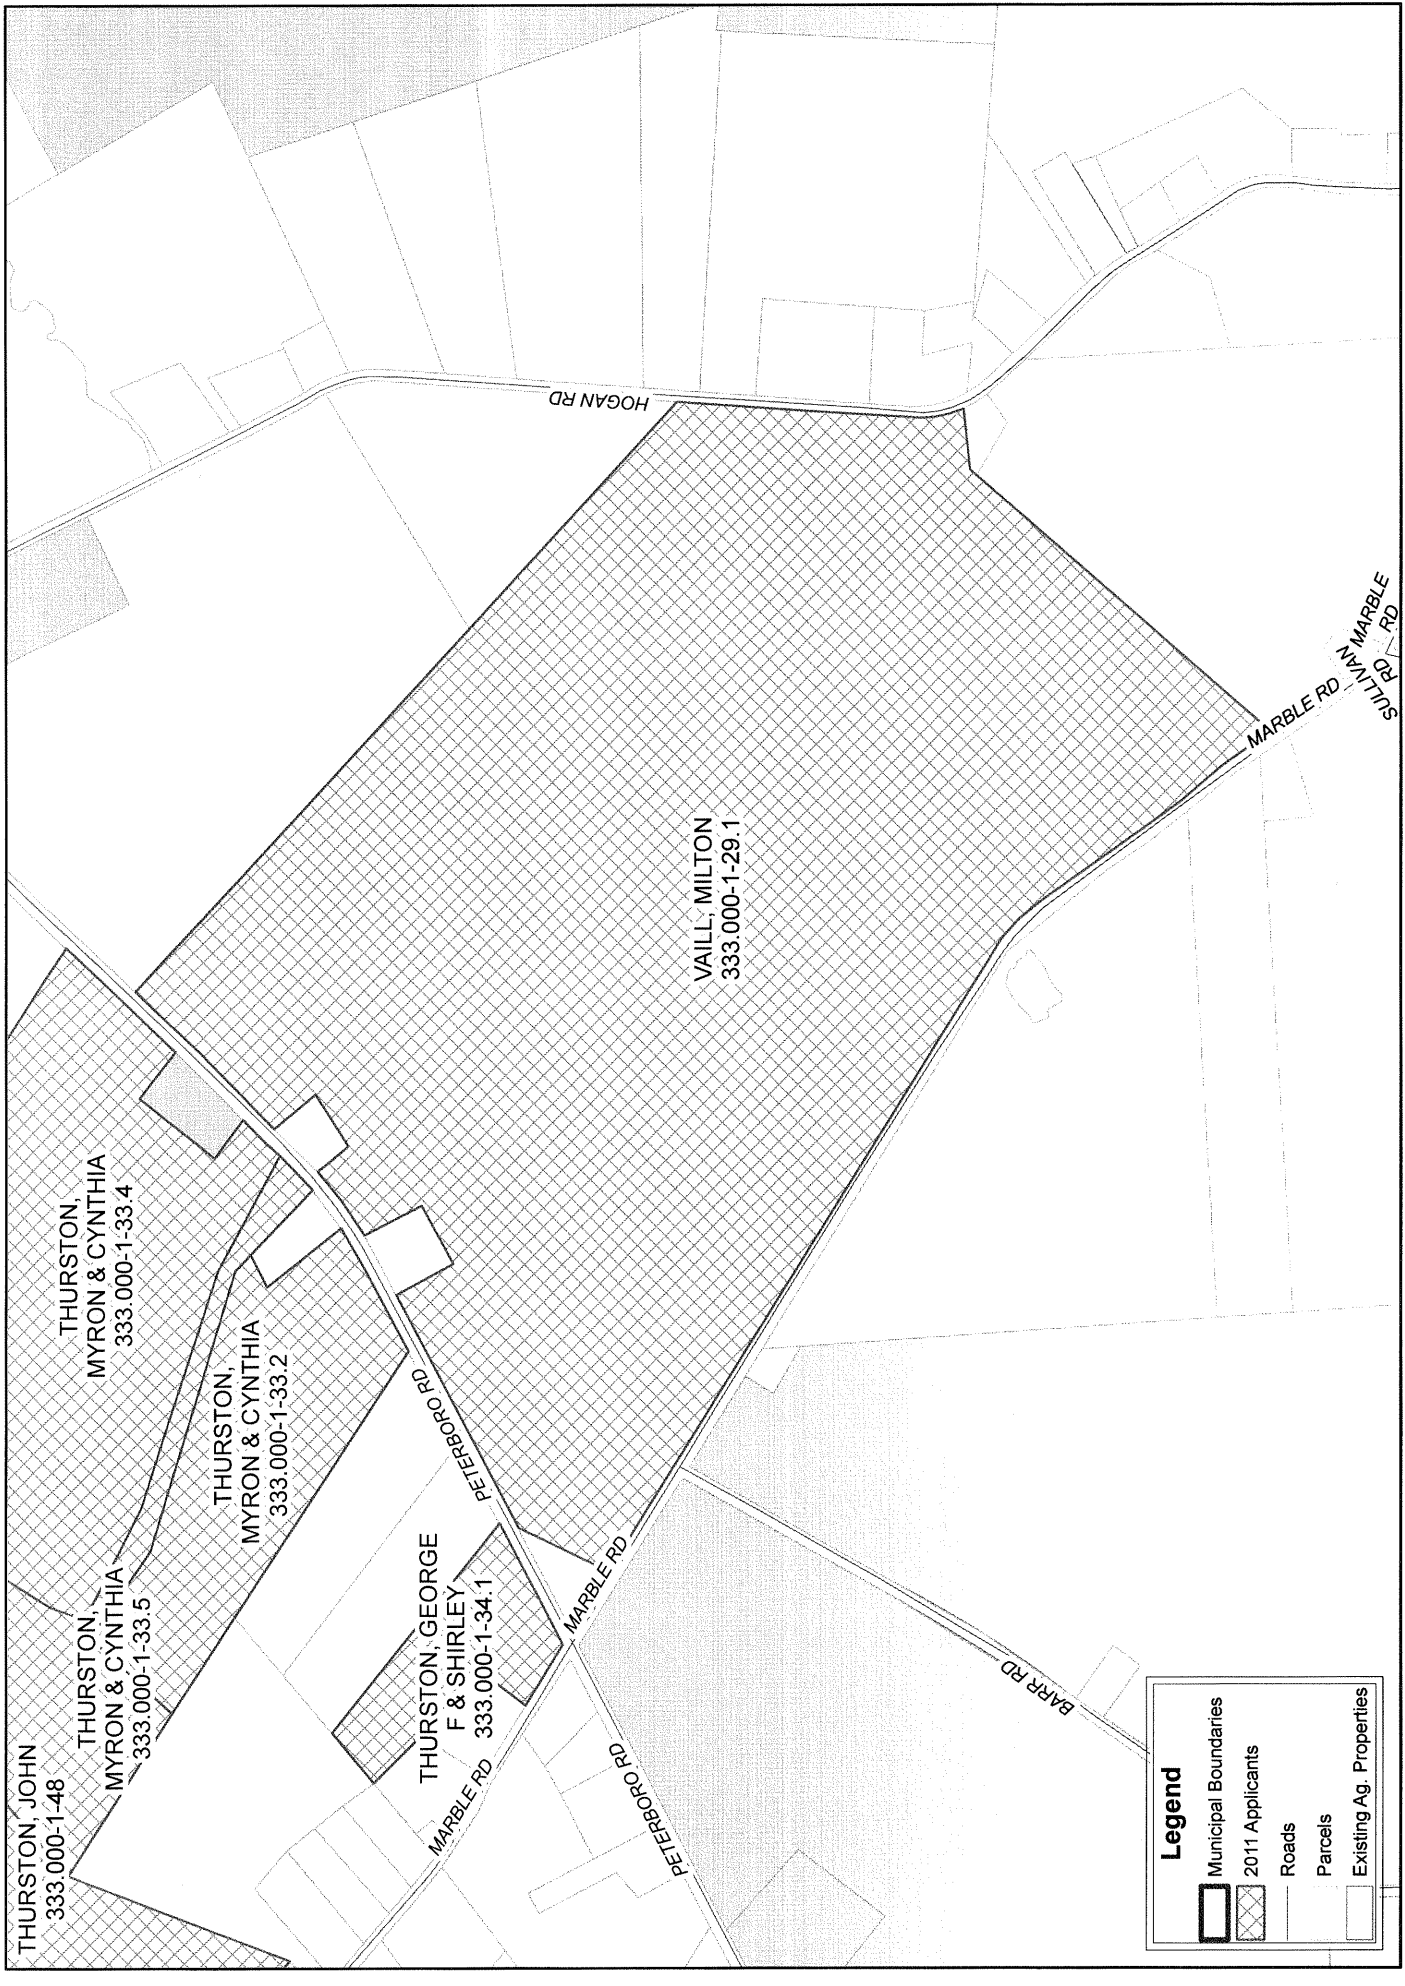 THURSTON, JOHN
333.000-1-48
THURSTON,
MYRON & CYNTHIA
333.000-1-33.5
THURSTON,
MYRON & CYNTHIA
333.000-1-33.4
THURSTON,
MYRON & CYNTHIA
333.000-1-33.2
THURSTON, GEORGE
F & SHIRLEY
333.000-1-34.1
VAILL, MILTON
333.000-1-29.1
HOGAN RD
PETERBORO RD
MARBLE RD
MARBLE RD
PETERBORO RD
BARR RD
MARBLE RD
SULLIVAN
RD
MARBLE
RD
Legend
Municipal Boundaries
2011 Applicants
Roads
Parcels
Existing Ag. Properties